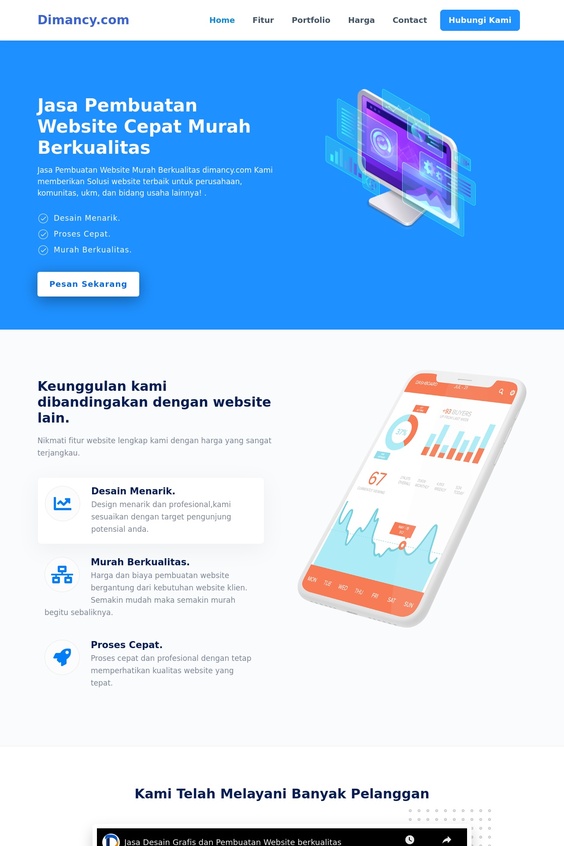 Dimancy.com
Home Fitur Portfolio Harga Contact Hubungi Kami
Jasa Pembuatan
Website Cepat Murah
Berkualitas
Jasa Pembuatan Website Murah Berkualitas dimancy.com Kami
memberikan Solusi website terbaik untuk perusahaan,
komunitas, ukm, dan bidang usaha lainnya! .
Desain Menarik.
Proses Cepat.
Murah Berkualitas.
Pesan Sekarang
Keunggulan kami
dibandingakan dengan website
lain.
Nikmati fitur website lengkap kami dengan harga yang sangat
terjangkau.
Desain Menarik.
Design menarik dan profesional,kami
sesuaikan dengan target pengunjung
potensial anda.
Murah Berkualitas.
Harga dan biaya pembuatan website
bergantung dari kebutuhan website klien.
Semakin mudah maka semakin murah
begitu sebaliknya.
Proses Cepat.
Proses cepat dan profesional dengan tetap
memperhatikan kualitas website yang
tepat.
37%
67
MON TUE WED THU FRI SAT SUN
Kami Telah Melayani Banyak Pelanggan
Jasa Desain Grafis dan Pembuatan Website berkualitas